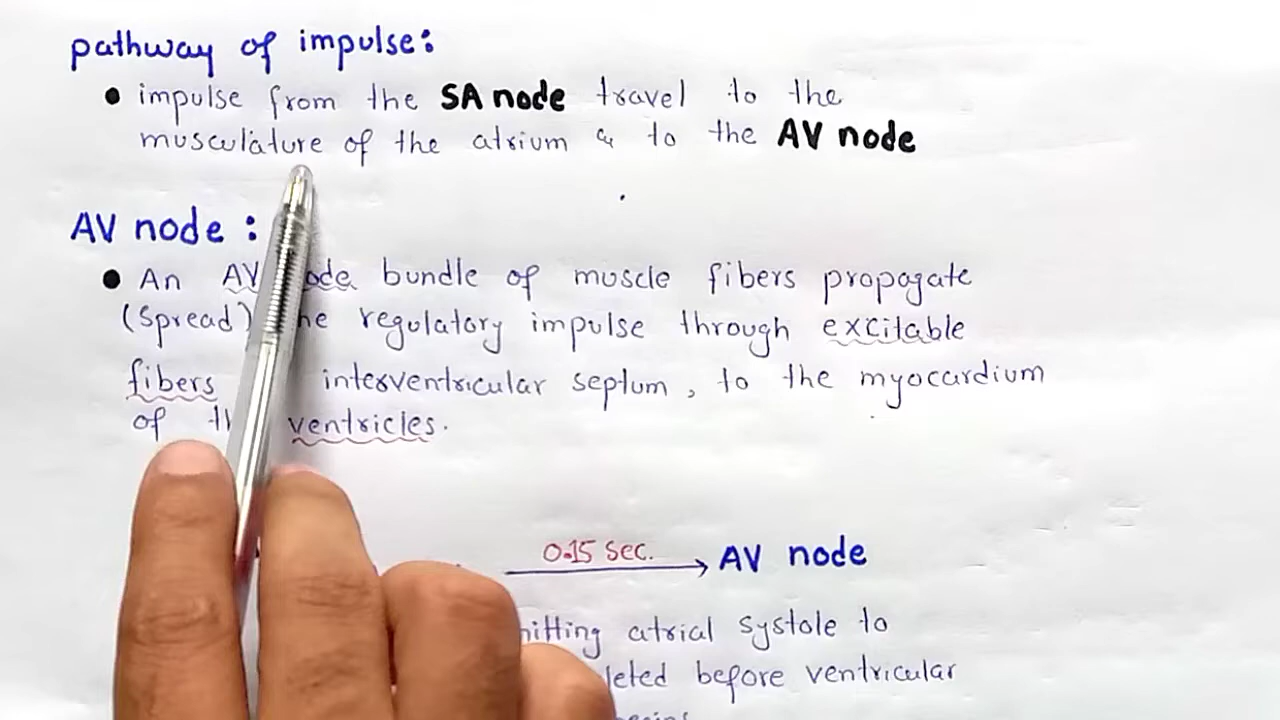 pathway of impulse:
• impulse from the SA node travel to the
musculature of the atrium & to the AV node
AV node :
• An AV bundle of muscle fibers propagate
(spread) regulatory impulse through excitable
fibers interventricular septum, to the myocardium
of ventricles.
0.15 sec. → AV node
atrial systole to
before ventricular